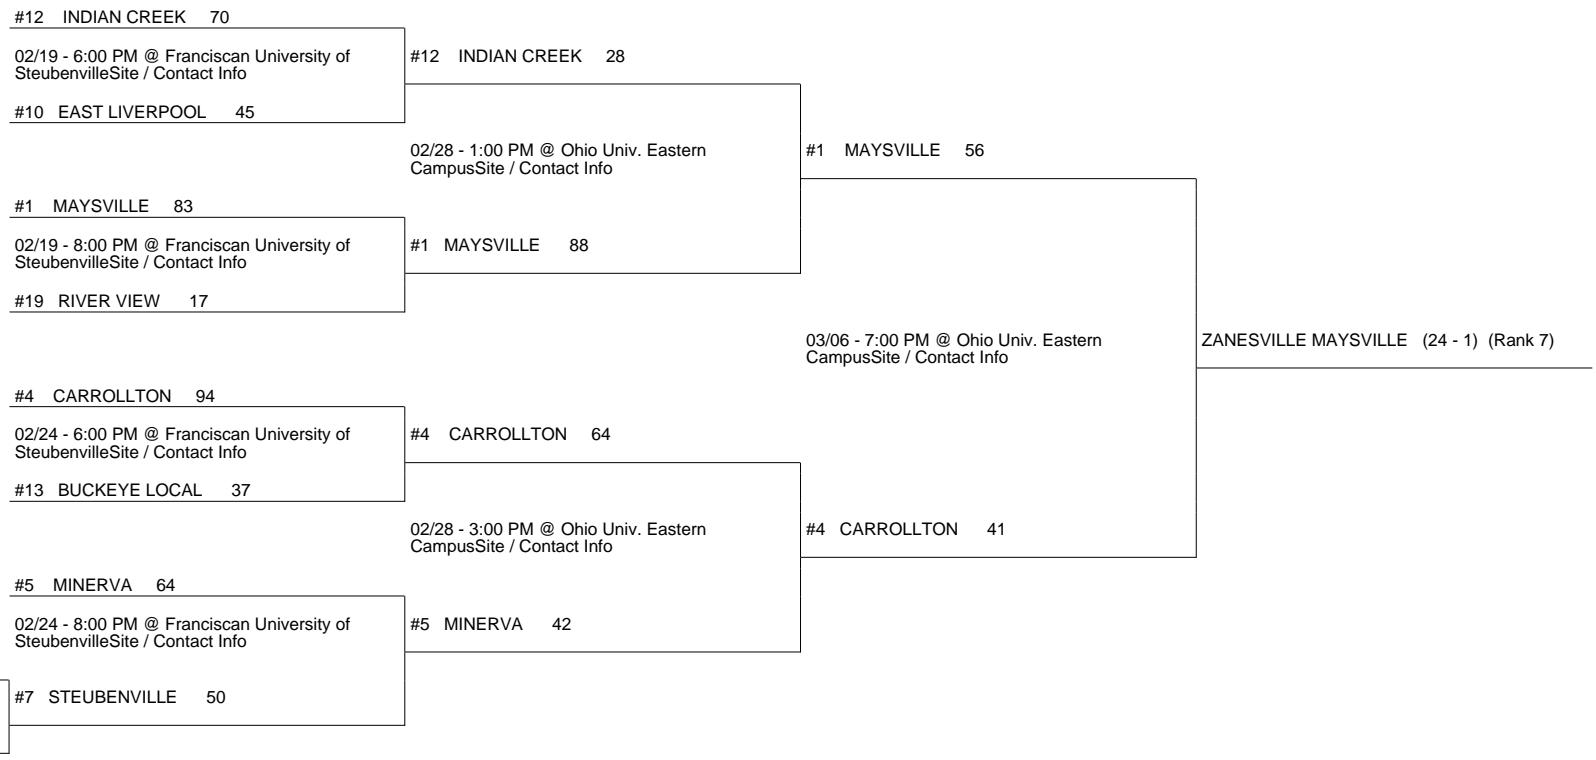 #12 INDIAN CREEK 70
02/19 - 6:00 PM @ Franciscan University of
SteubenvilleSite / Contact Info
#10 EAST LIVERPOOL 45
#12 INDIAN CREEK 28
02/28 - 1:00 PM @ Ohio Univ. Eastern
CampusSite / Contact Info
#1 MAYSVILLE 83
02/19 - 8:00 PM @ Franciscan University of
SteubenvilleSite / Contact Info
#19 RIVER VIEW 17
#1 MAYSVILLE 88
#1 MAYSVILLE 56
03/06 - 7:00 PM @ Ohio Univ. Eastern
CampusSite / Contact Info
ZANESVILLE MAYSVILLE (24 - 1) (Rank 7)
#4 CARROLLTON 94
02/24 - 6:00 PM @ Franciscan University of
SteubenvilleSite / Contact Info
#13 BUCKEYE LOCAL 37
#4 CARROLLTON 64
02/28 - 3:00 PM @ Ohio Univ. Eastern
CampusSite / Contact Info
#4 CARROLLTON 41
#5 MINERVA 64
02/24 - 8:00 PM @ Franciscan University of
SteubenvilleSite / Contact Info
#5 MINERVA 42
#7 STEUBENVILLE 50